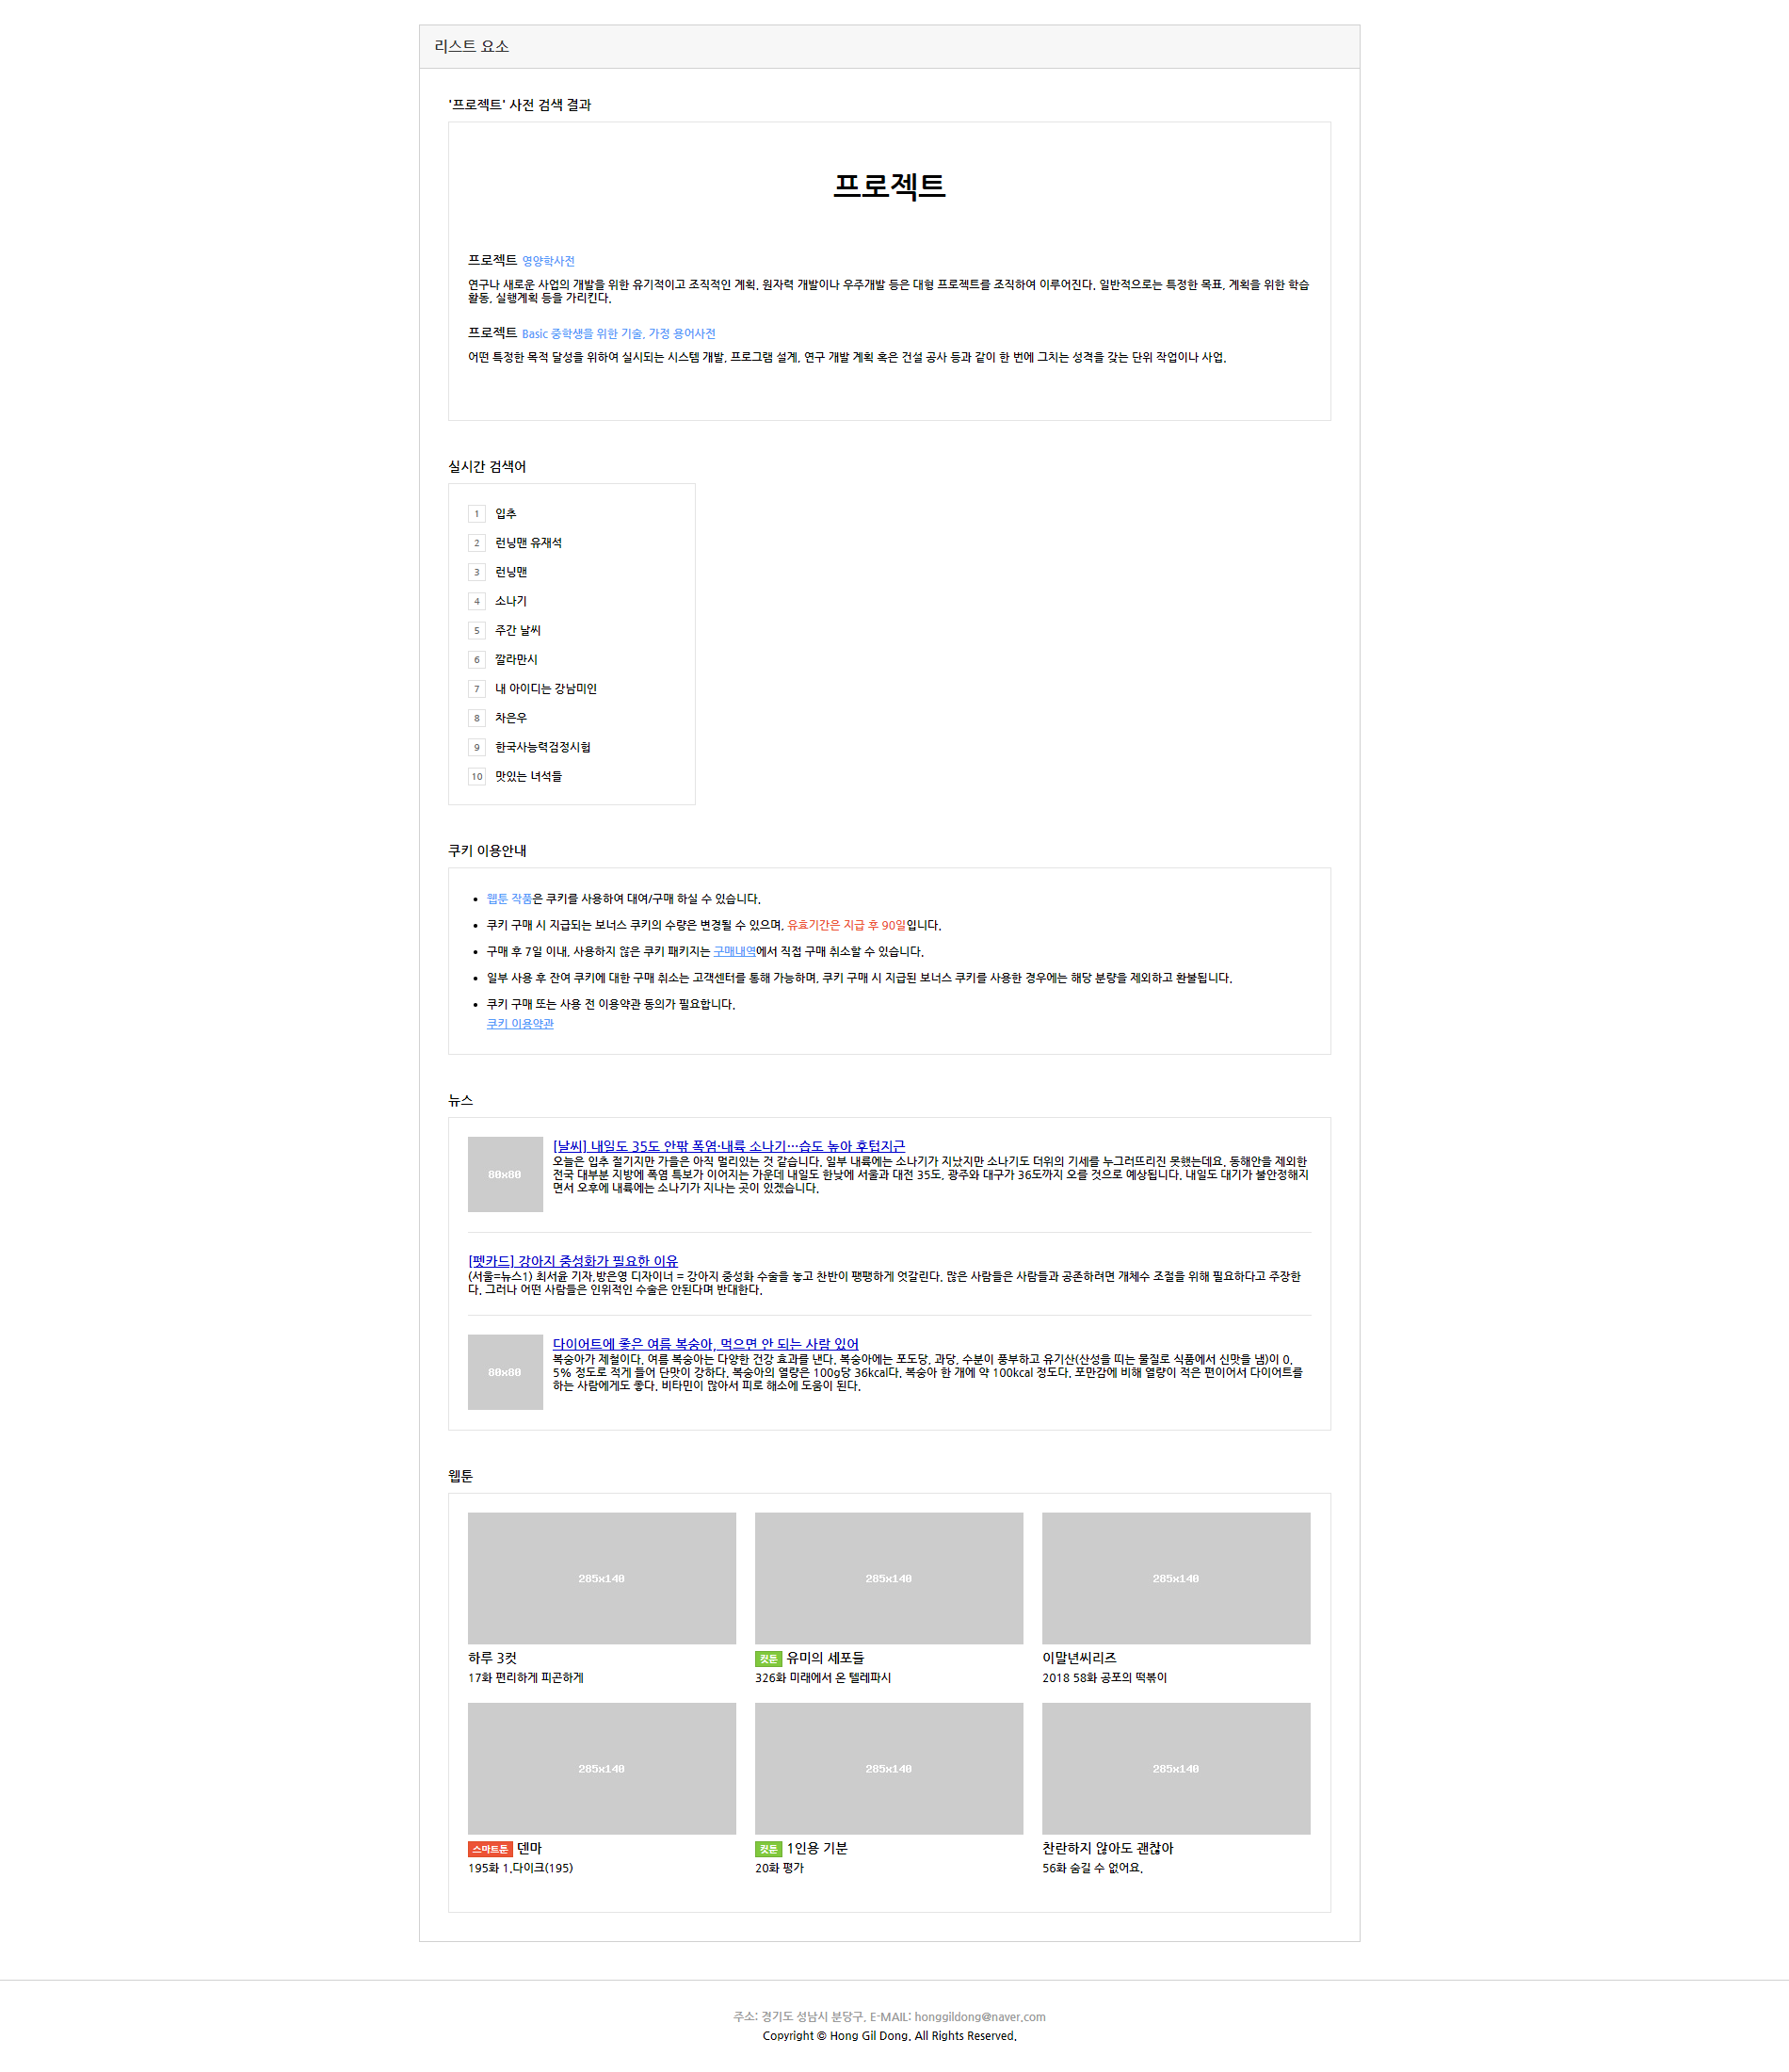 리스트 요소
'프로젝트' 사전 검색 결과
프로젝트
프로젝트 영양학사전
연구나 새로운 사업의 개발을 위한 유기적이고 조직적인 계획. 원자력 개발이나 우주개발 등은 대형 프로젝트를 조직하여 이루어진다. 일반적으로는 특정한 목표, 계획을 위한 학습
활동, 실행계획 등을 가리킨다.
프로젝트 Basic 중학생을 위한 기술, 가정 용어사전
어떤 특정한 목적 달성을 위하여 실시되는 시스템 개발, 프로그램 설계, 연구 개발 계획 혹은 건설 공사 등과 같이 한 번에 그치는 성격을 갖는 단위 작업이나 사업.
실시간 검색어
1 입추
2 런닝맨 유재석
3 런닝맨
4 소나기
5 주간 날씨
6 깔라만시
7 내 아이디는 강남미인
8 차은우
9 한국사능력검정시험
10 맛있는 녀석들
쿠키 이용안내
• 웹툰 작품은 쿠키를 사용하여 대여/구매 하실 수 있습니다.
• 쿠키 구매 시 지급되는 보너스 쿠키의 수량은 변경될 수 있으며, 유효기간은 지급 후 90일입니다.
• 구매 후 7일 이내, 사용하지 않은 쿠키 패키지는 구매내역에서 직접 구매 취소할 수 있습니다.
• 일부 사용 후 잔여 쿠키에 대한 구매 취소는 고객센터를 통해 가능하며, 쿠키 구매 시 지급된 보너스 쿠키를 사용한 경우에는 해당 분량을 제외하고 환불됩니다.
• 쿠키 구매 또는 사용 전 이용약관 동의가 필요합니다.
쿠키 이용약관
뉴스
80x80
[날씨] 내일도 35도 안팎 폭염·내륙 소나기…습도 높아 후텁지근
오늘은 입추 절기지만 가을은 아직 멀리있는 것 같습니다. 일부 내륙에는 소나기가 지났지만 소나기도 더위의 기세를 누그러뜨리진 못했는데요. 동해안을 제외한
전국 대부분 지방에 폭염 특보가 이어지는 가운데 내일도 한낮에 서울과 대전 35도, 광주와 대구가 36도까지 오를 것으로 예상됩니다. 내일도 대기가 불안정해지
면서 오후에 내륙에는 소나기가 지나는 곳이 있겠습니다.
[펫카드] 강아지 중성화가 필요한 이유
(서울=뉴스1) 최서윤 기자,방은영 디자이너 = 강아지 중성화 수술을 놓고 찬반이 팽팽하게 엇갈린다. 많은 사람들은 사람들과 공존하려면 개체수 조절을 위해 필요하다고 주장한
다. 그러나 어떤 사람들은 인위적인 수술은 안된다며 반대한다.
80x80
다이어트에 좋은 여름 복숭아, 먹으면 안 되는 사람 있어
복숭아가 제철이다. 여름 복숭아는 다양한 건강 효과를 낸다. 복숭아에는 포도당, 과당, 수분이 풍부하고 유기산(산성을 띠는 물질로 식품에서 신맛을 냄)이 0.
5% 정도로 적게 들어 단맛이 강하다. 복숭아의 열량은 100g당 36kcal다. 복숭아 한 개에 약 100kcal 정도다. 포만감에 비해 열량이 적은 편이어서 다이어트를
하는 사람에게도 좋다. 비타민이 많아서 피로 해소에 도움이 된다.
웹툰
285x140 285x140 285x140
하루 3컷 컷툰 유미의 세포들 이말년씨리즈
17화 편리하게 피곤하게 326화 미래에서 온 텔레파시 2018 58화 공포의 떡볶이
285x140 285x140 285x140
스마트툰 덴마 컷툰 1인용 기분 찬란하지 않아도 괜찮아
195화 1.다이크(195) 20화 평가 56화 숨길 수 없어요.
주소: 경기도 성남시 분당구, E-MAIL: honggildong@naver.com
Copyright © Hong Gil Dong. All Rights Reserved.